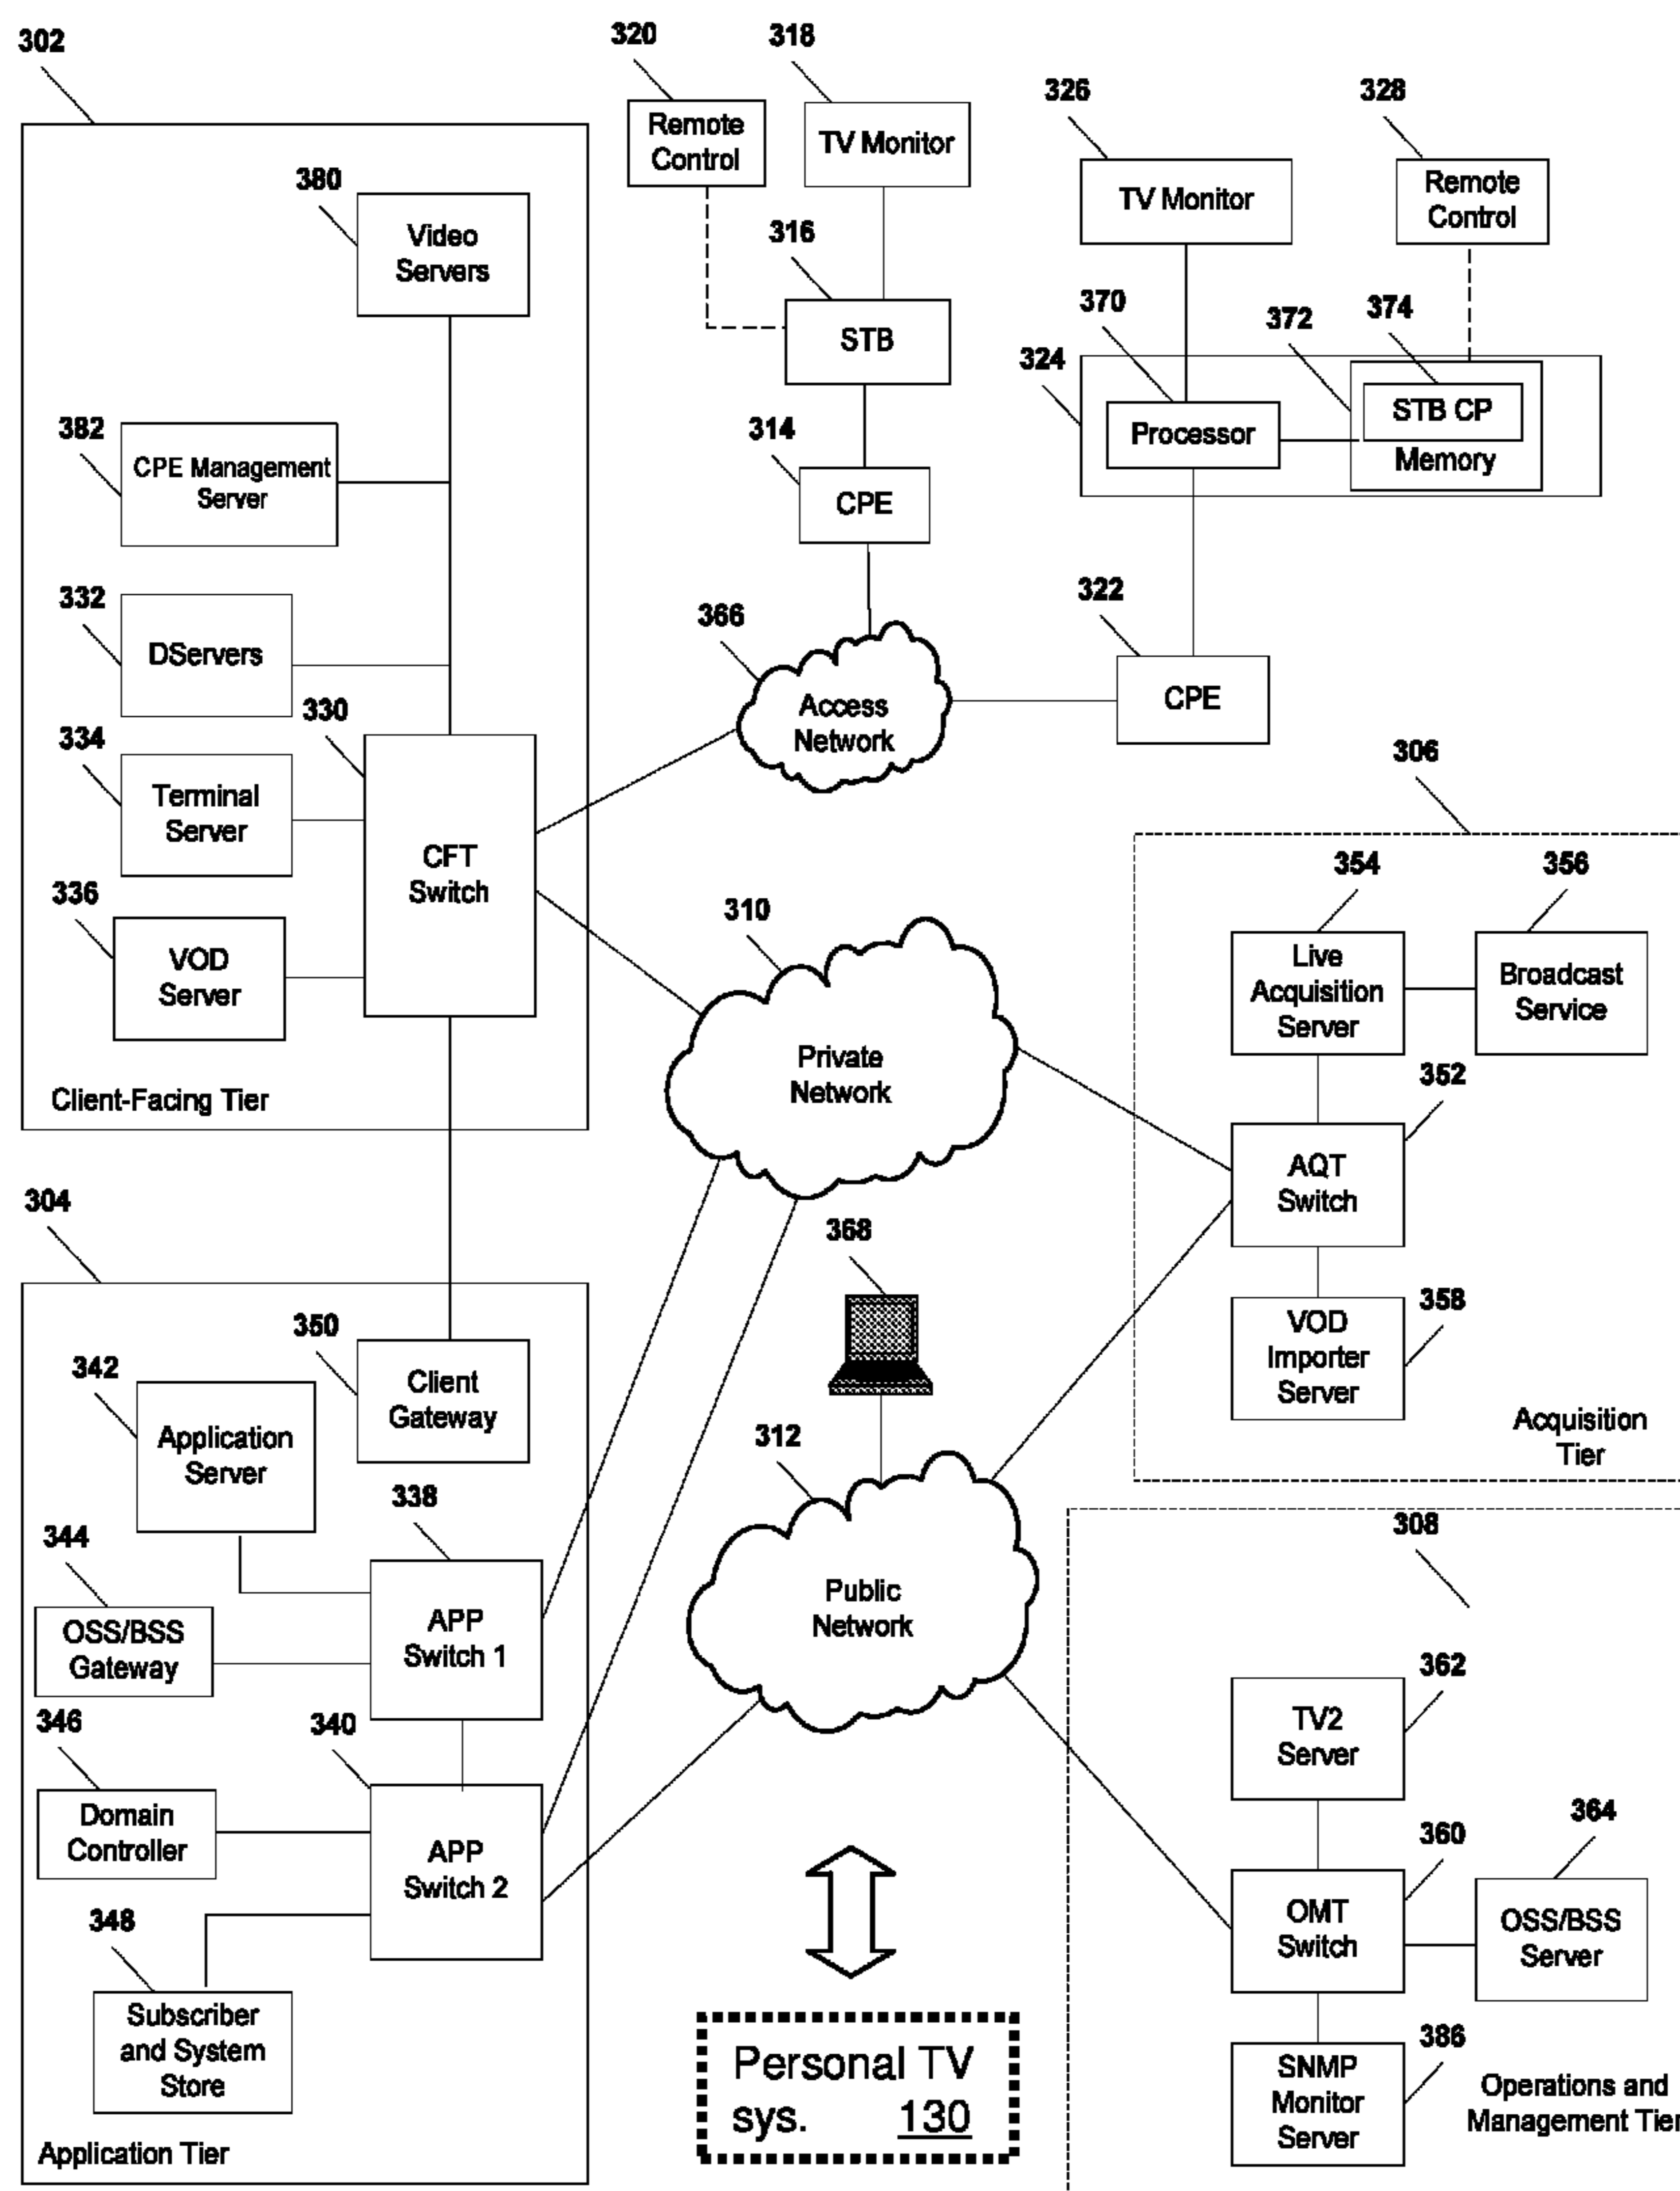 302
320
318
326
328
Remote
Control
TV Monitor
TV Monitor
Remote
Control
380
Video
Servers
316
STB
370
372
374
324
Processor
STB CP
Memory
382
CPE Management
Server
314
CPE
332
DServers
366
Access
Network
322
CPE
330
334
Terminal
Server
CFT
Switch
336
VOD
Server
Client-Facing Tier
310
Private
Network
306
354
356
Live
Acquisition
Server
Broadcast
Service
352
AQT
Switch
358
VOD
Importer
Server
Acquisition
Tier
304
368
350
Client
Gateway
342
Application
Server
312
Public
Network
338
344
OSS/BSS
Gateway
APP
Switch 1
346
340
Domain
Controller
APP
Switch 2
348
Subscriber
and System
Store
Application Tier
308
362
TV2
Server
360
364
OMT
Switch
OSS/BSS
Server
386
SNMP
Monitor
Server
Operations and
Management Tier
Personal TV
sys. 130